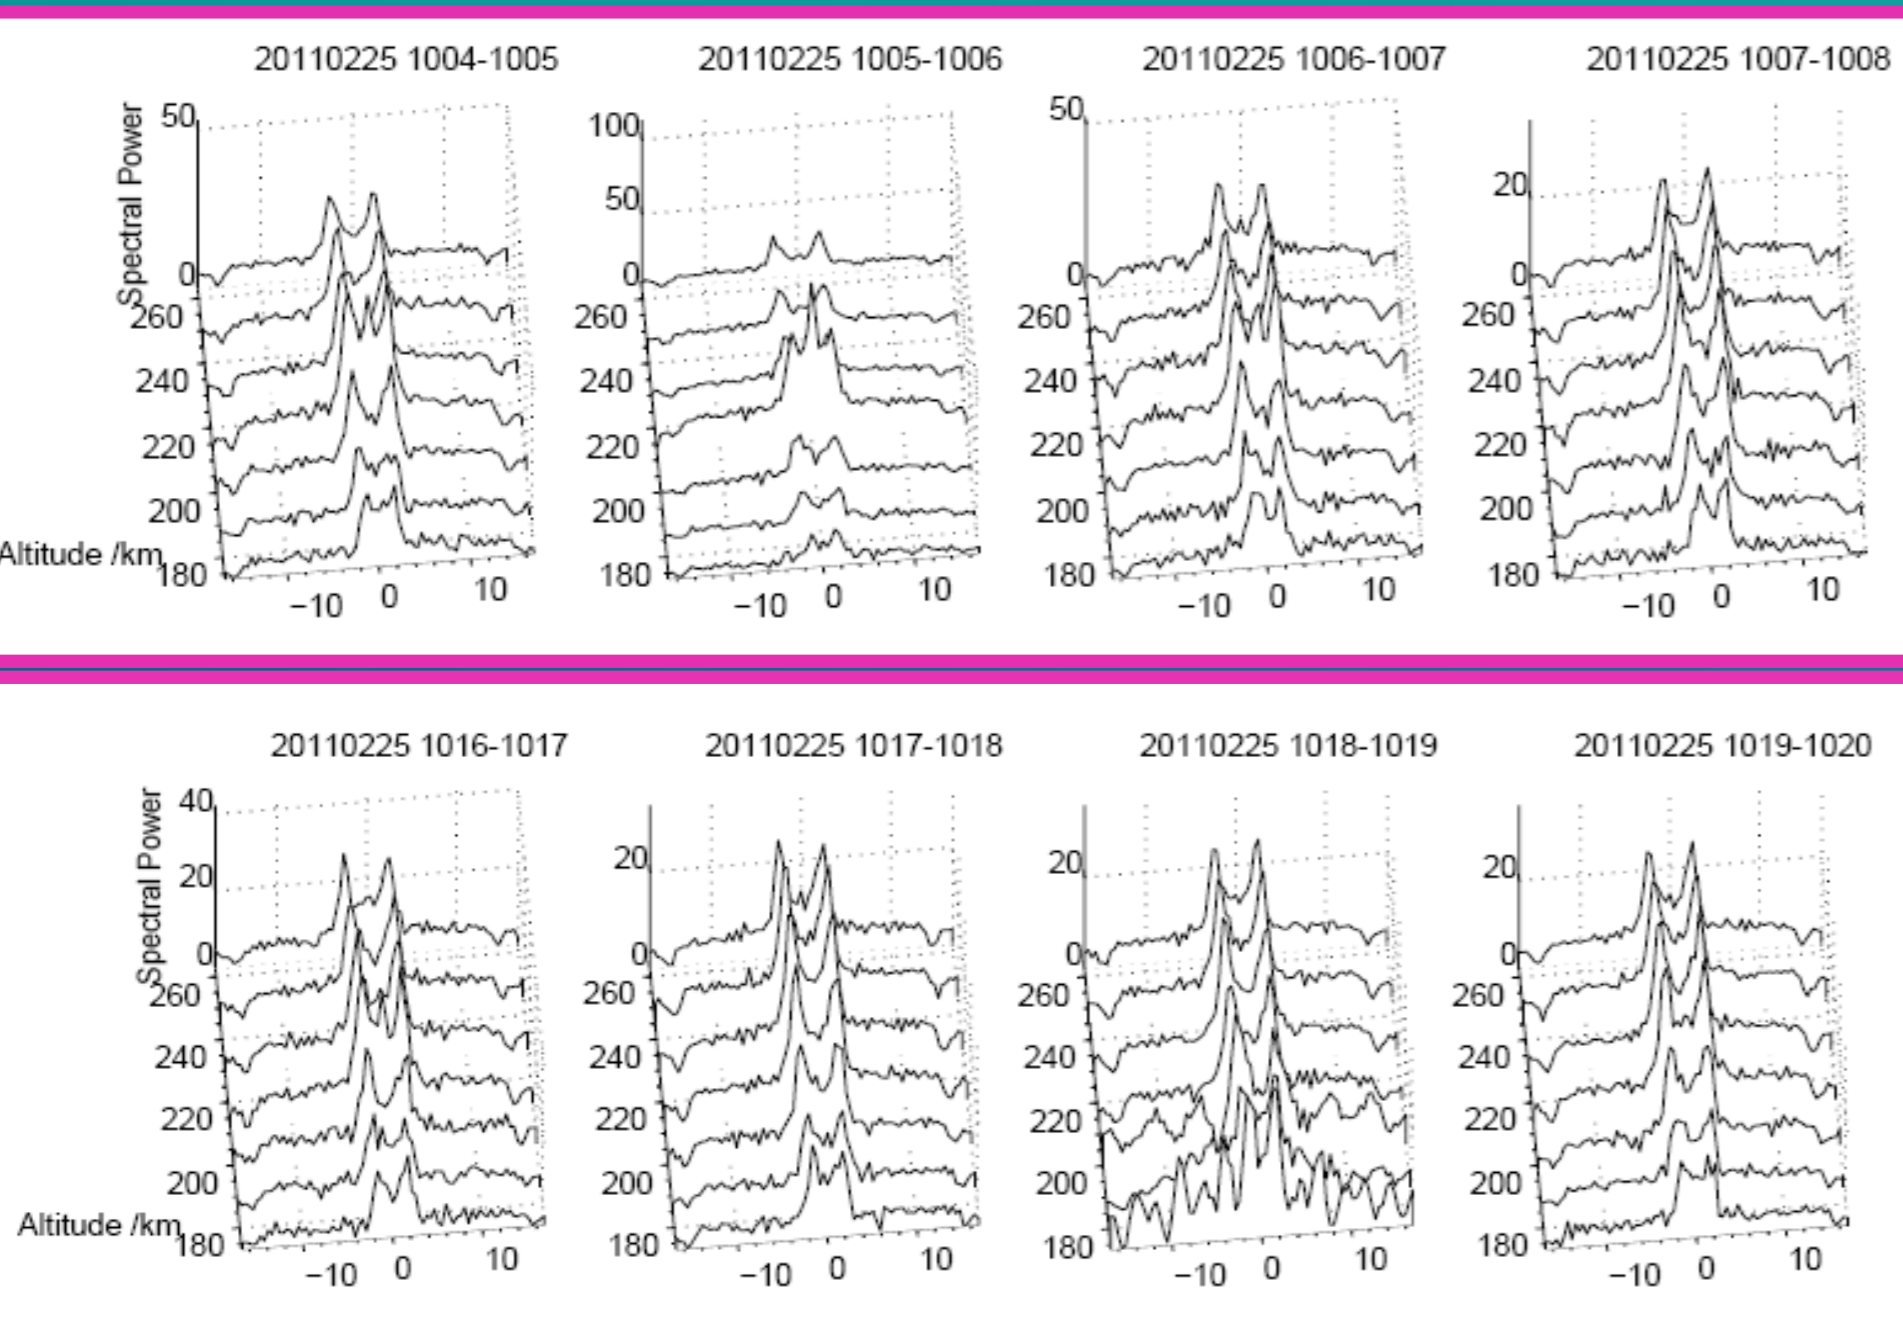 20110225 1004-1005 20110225 1005-1006 20110225 1006-1007 20110225 1007-1008
Spectral Power
50 100 50
50 20
0 0 0 0
260 260 260 260
240 240 240 240
220 220 220 220
200 200 200 200
Altitude /km
180 180 180 180
−10 0 10 −10 0 10 −10 0 10 −10 0 10
20110225 1016-1017 20110225 1017-1018 20110225 1018-1019 20110225 1019-1020
Spectral Power
40
20 20 20 20
0 0 0 0
260 260 260 260
240 240 240 240
220 220 220 220
200 200 200 200
Altitude /km
180 180 180 180
−10 0 10 −10 0 10 −10 0 10 −10 0 10